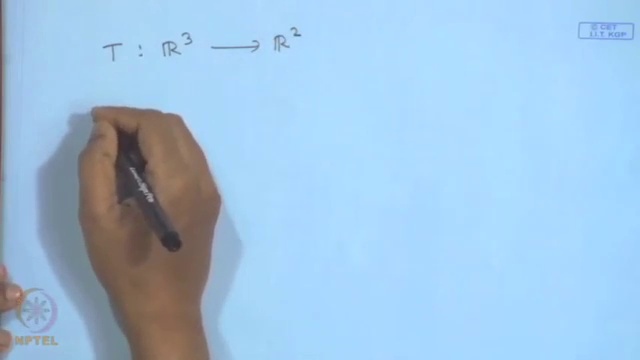 T : ℝ³ ⟶ ℝ²
© CET
I.I.T. KGP
NPTEL